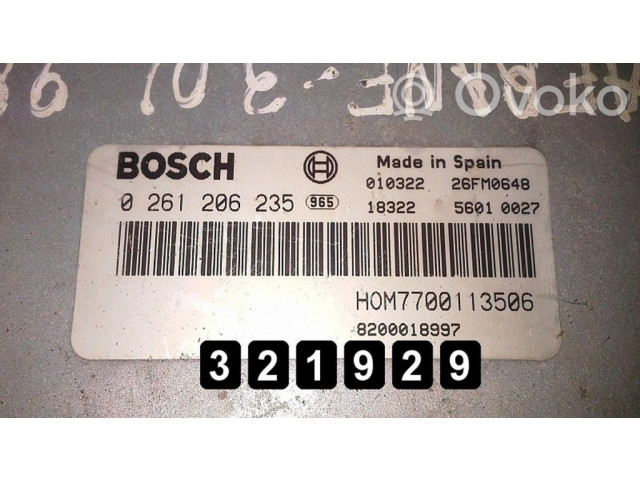 Ovoko
BOSCH Made in Spain
0 261 206 235 965 010322 26FM0648
18322 5601 0027
HOM7700113506
8200018997
321929